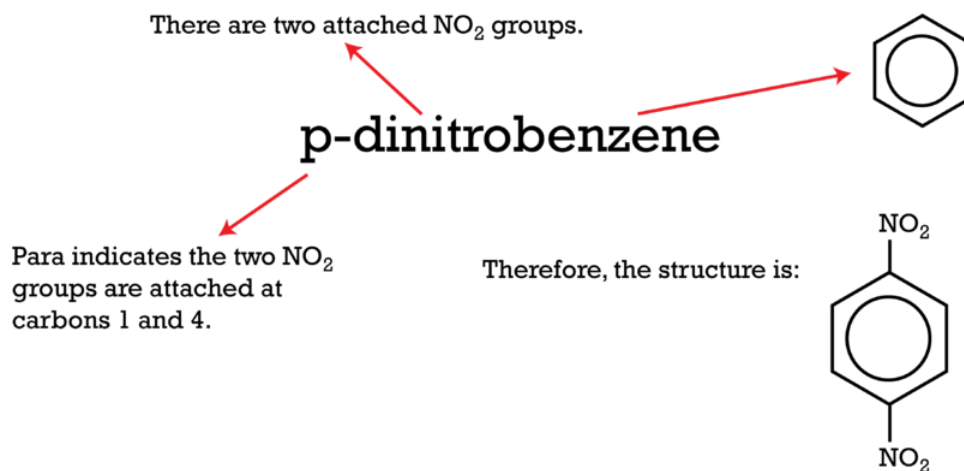 There are two attached NO₂ groups.
p-dinitrobenzene
Para indicates the two NO₂
groups are attached at
carbons 1 and 4.
Therefore, the structure is:
NO₂
NO₂